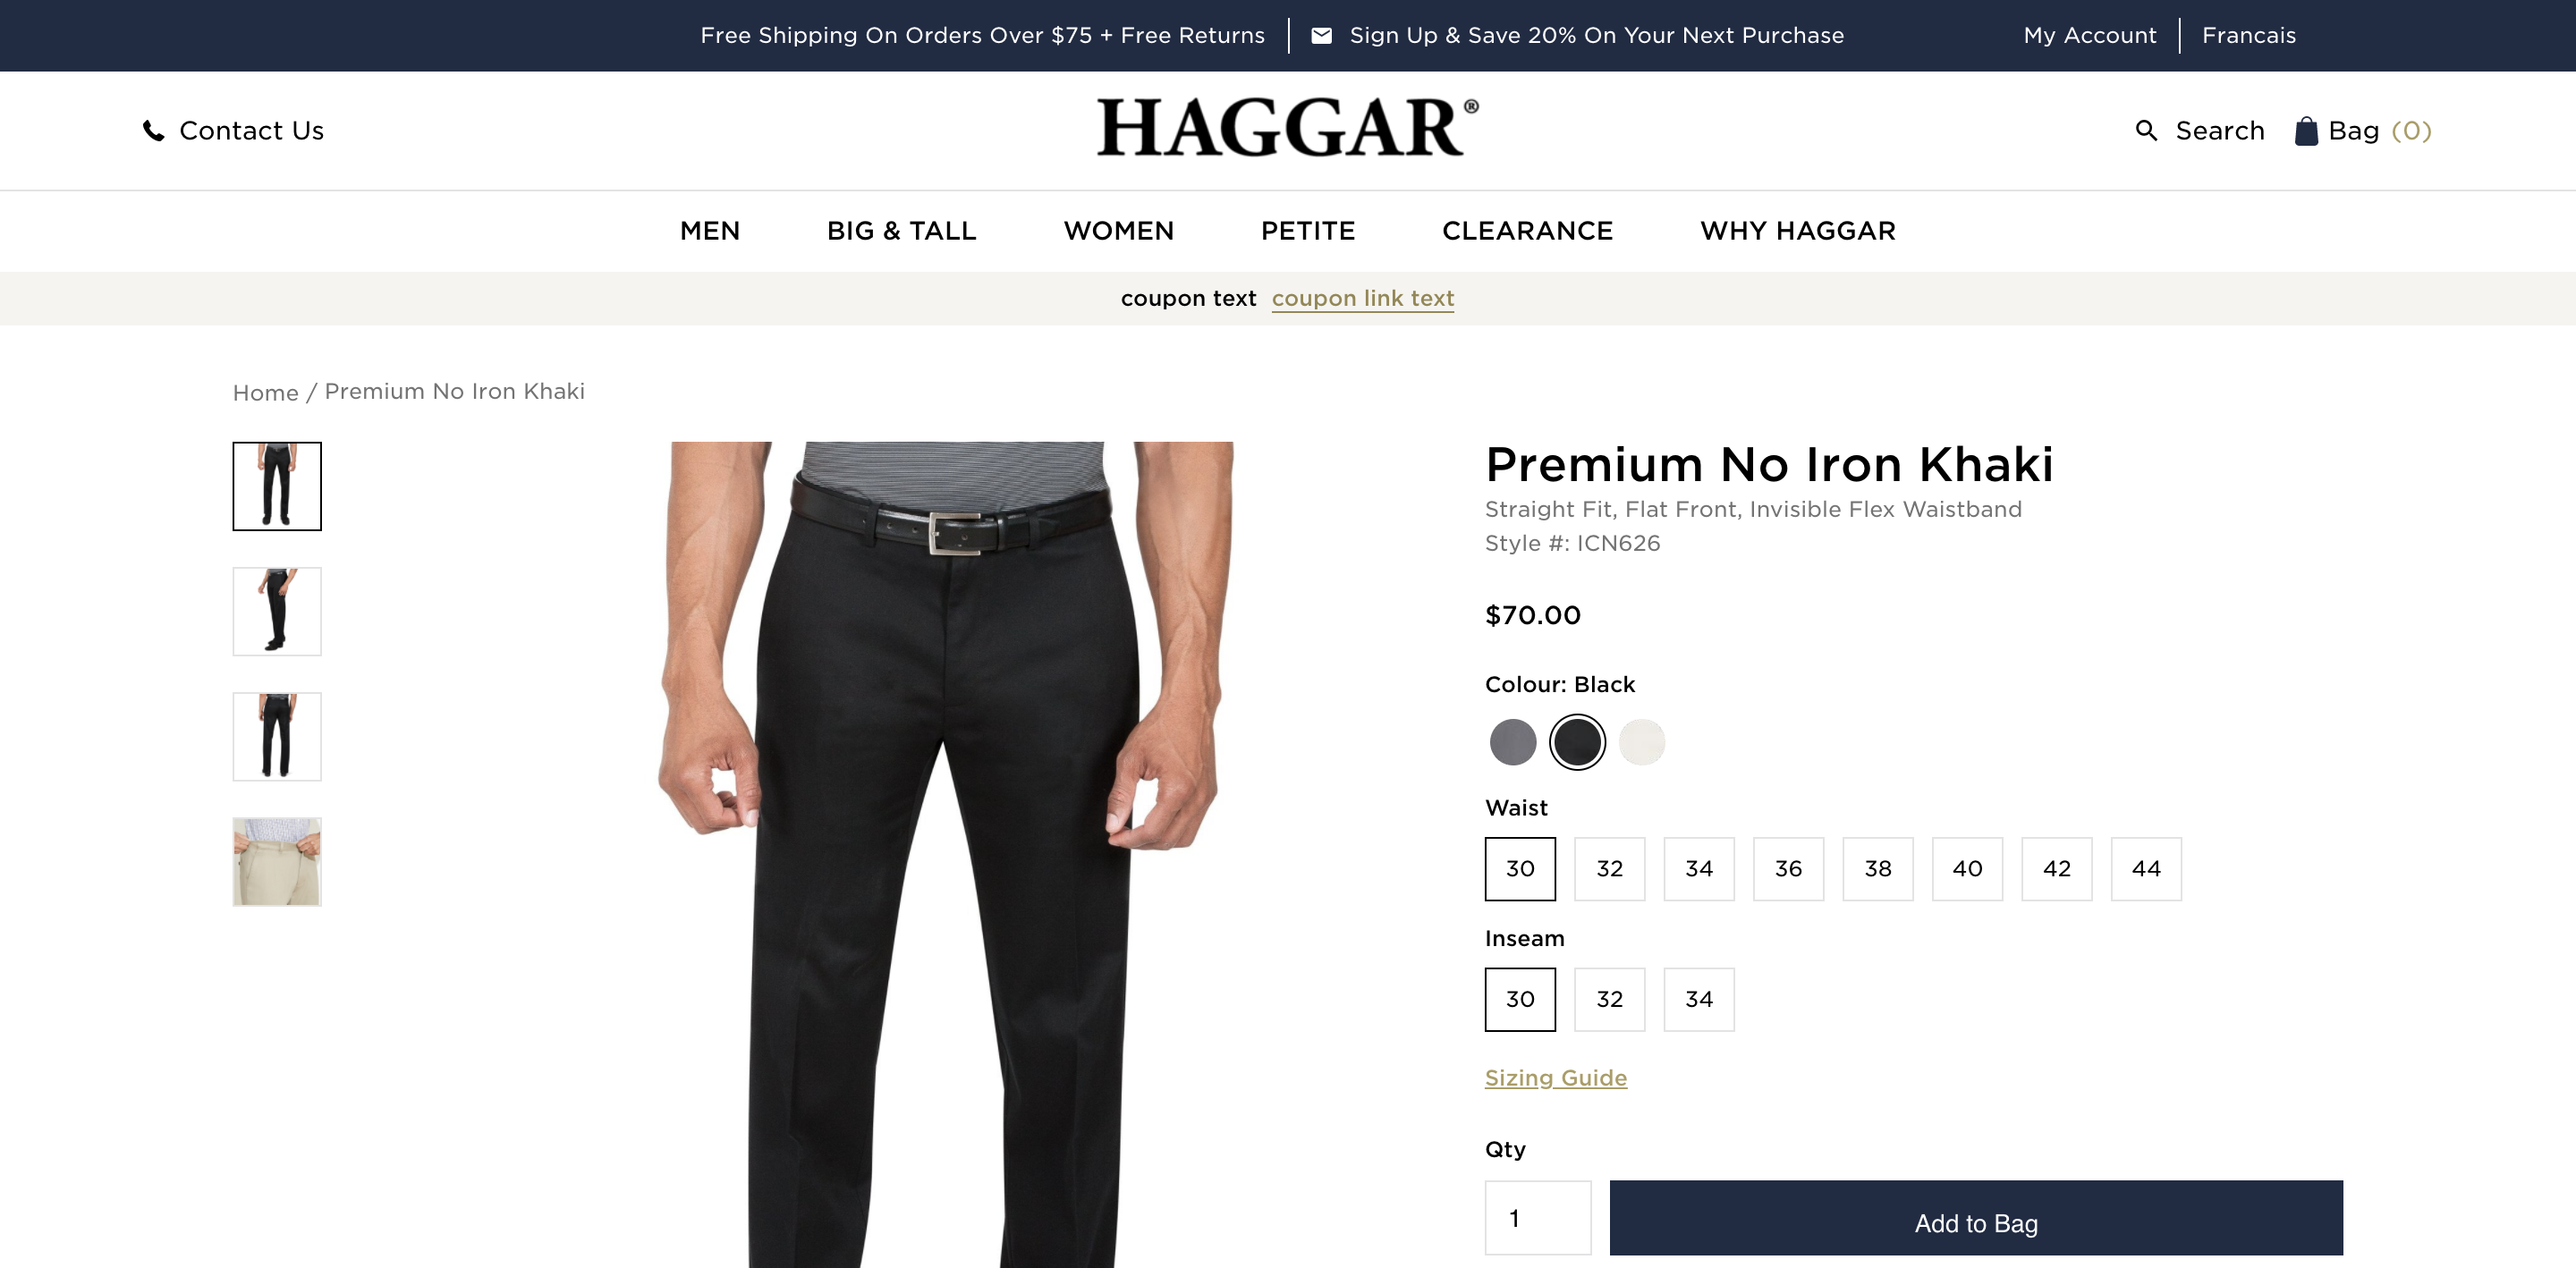 Free Shipping On Orders Over $75 + Free Returns
Sign Up & Save 20% On Your Next Purchase
My Account
Francais
Contact Us
HAGGAR®
Search
Bag (0)
MEN
BIG & TALL
WOMEN
PETITE
CLEARANCE
WHY HAGGAR
coupon text coupon link text
Home / Premium No Iron Khaki
Premium No Iron Khaki
Straight Fit, Flat Front, Invisible Flex Waistband
Style #: ICN626
$70.00
Colour: Black
Waist
30 32 34 36 38 40 42 44
Inseam
30 32 34
Sizing Guide
Qty
1
Add to Bag